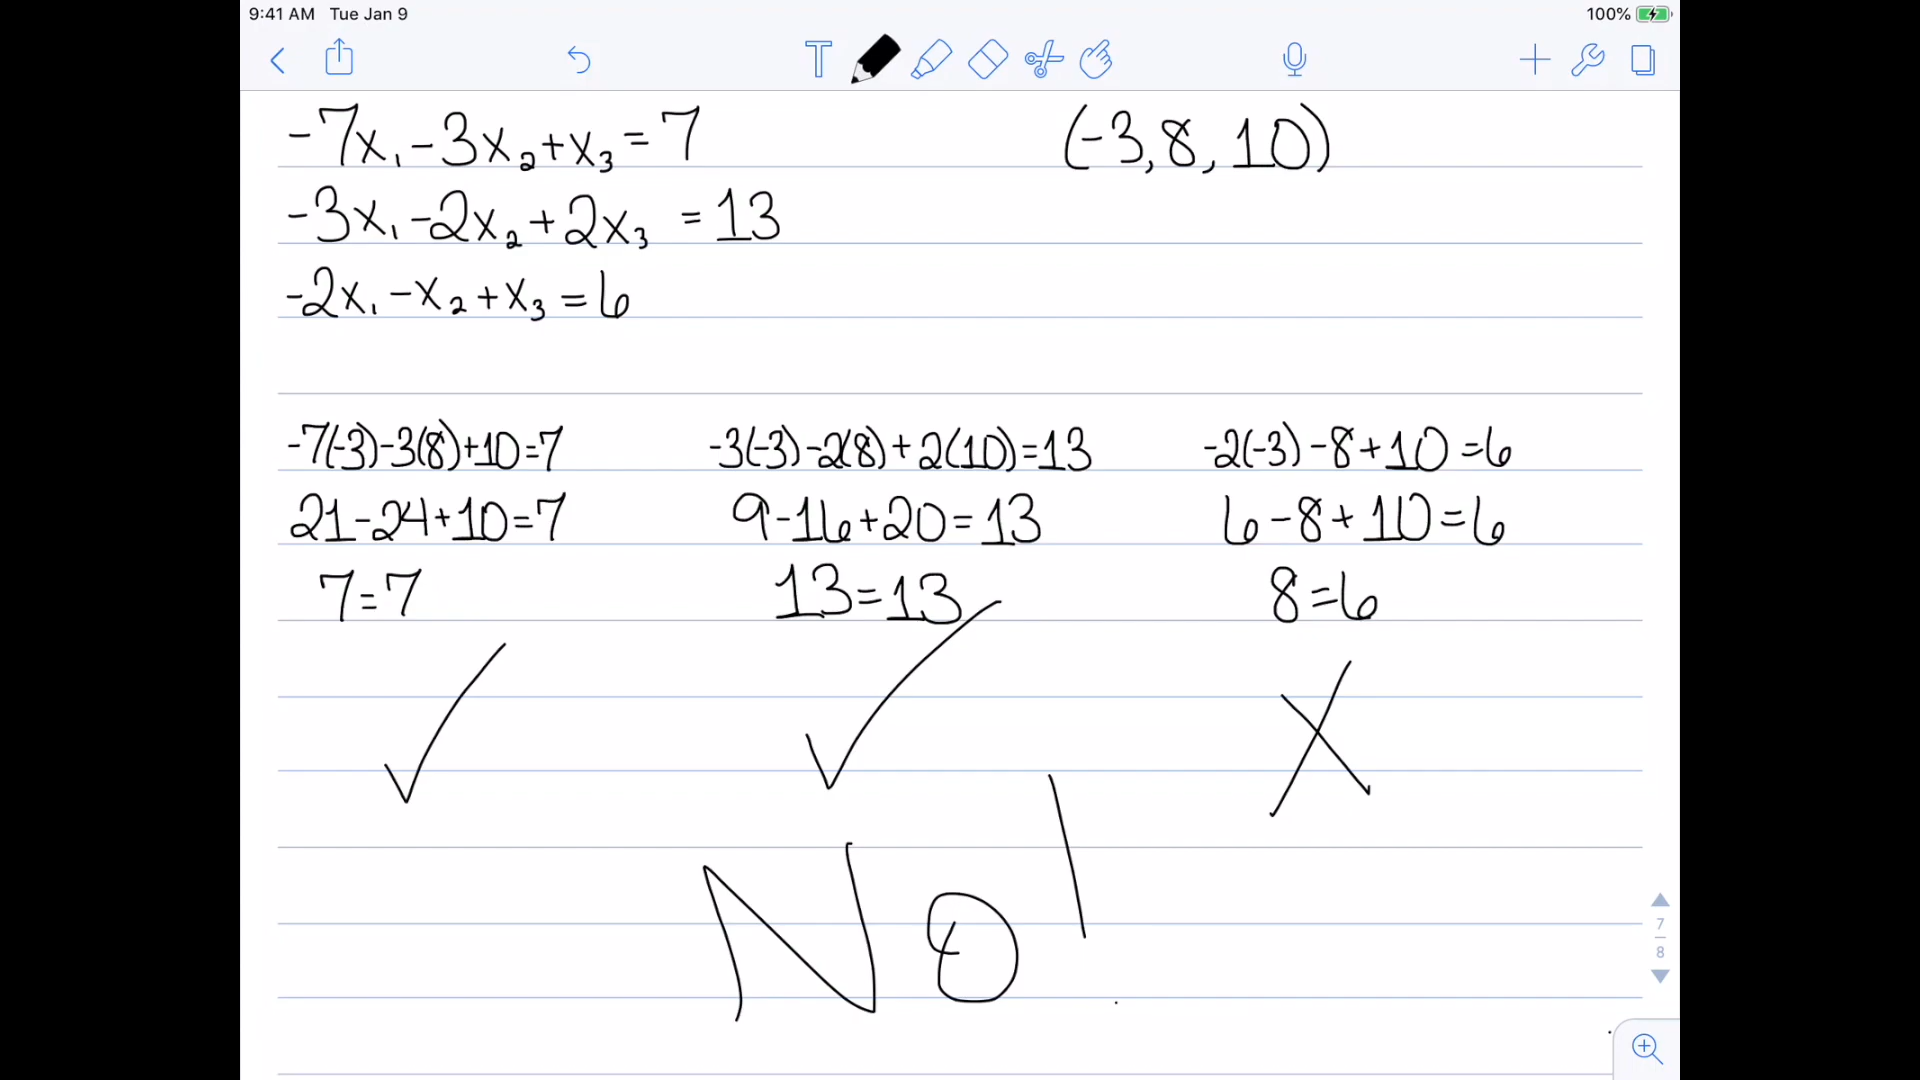 9:41 AM Tue Jan 9 100%
-7x₁-3x₂+x₃=7 (-3,8,10)
-3x₁-2x₂+2x₃=13
-2x₁-x₂+x₃=6
-7(-3)-3(8)+10=7 -3(-3)-2(8)+2(10)=13 -2(-3)-8+10=6
21-24+10=7 9-16+20=13 6-8+10=6
7=7 13=13 8=6
No!
7
8